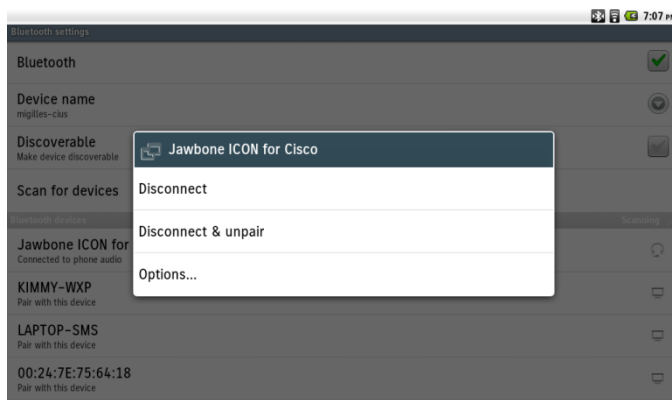 7:07 PM
Bluetooth settings
Bluetooth
Device name
migilles-cius
Discoverable
Make device discoverable
Scan for devices
Bluetooth devices
Scanning
Jawbone ICON for
Connected to phone audio
KIMMY-WXP
Pair with this device
LAPTOP-SMS
Pair with this device
00:24:7E:75:64:18
Pair with this device
Jawbone ICON for Cisco
Disconnect
Disconnect & unpair
Options...